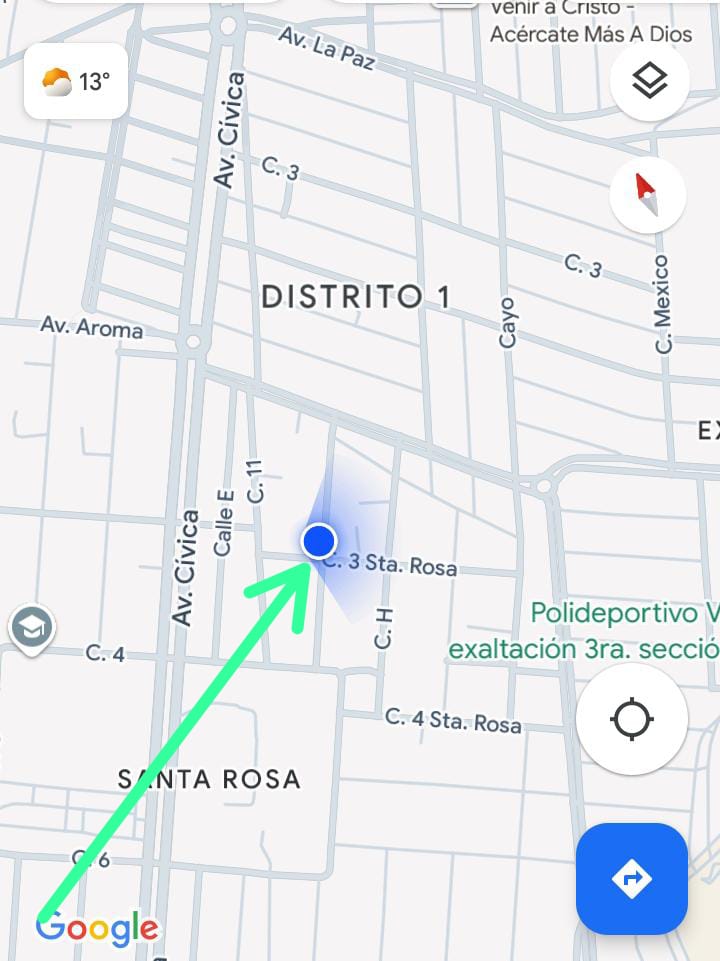 Venir a Cristo -
Acércate Más A Dios
Av. La Paz
13°
Av. Cívica
C. 3
C. 3
DISTRITO 1
C. Mexico
Cayo
Av. Aroma
C. 11
Calle E
Av. Cívica
C. 3 Sta. Rosa
C. H
Polideportivo V
exaltación 3ra. secció
C. 4
C. 4 Sta. Rosa
SANTA ROSA
C. 6
Google